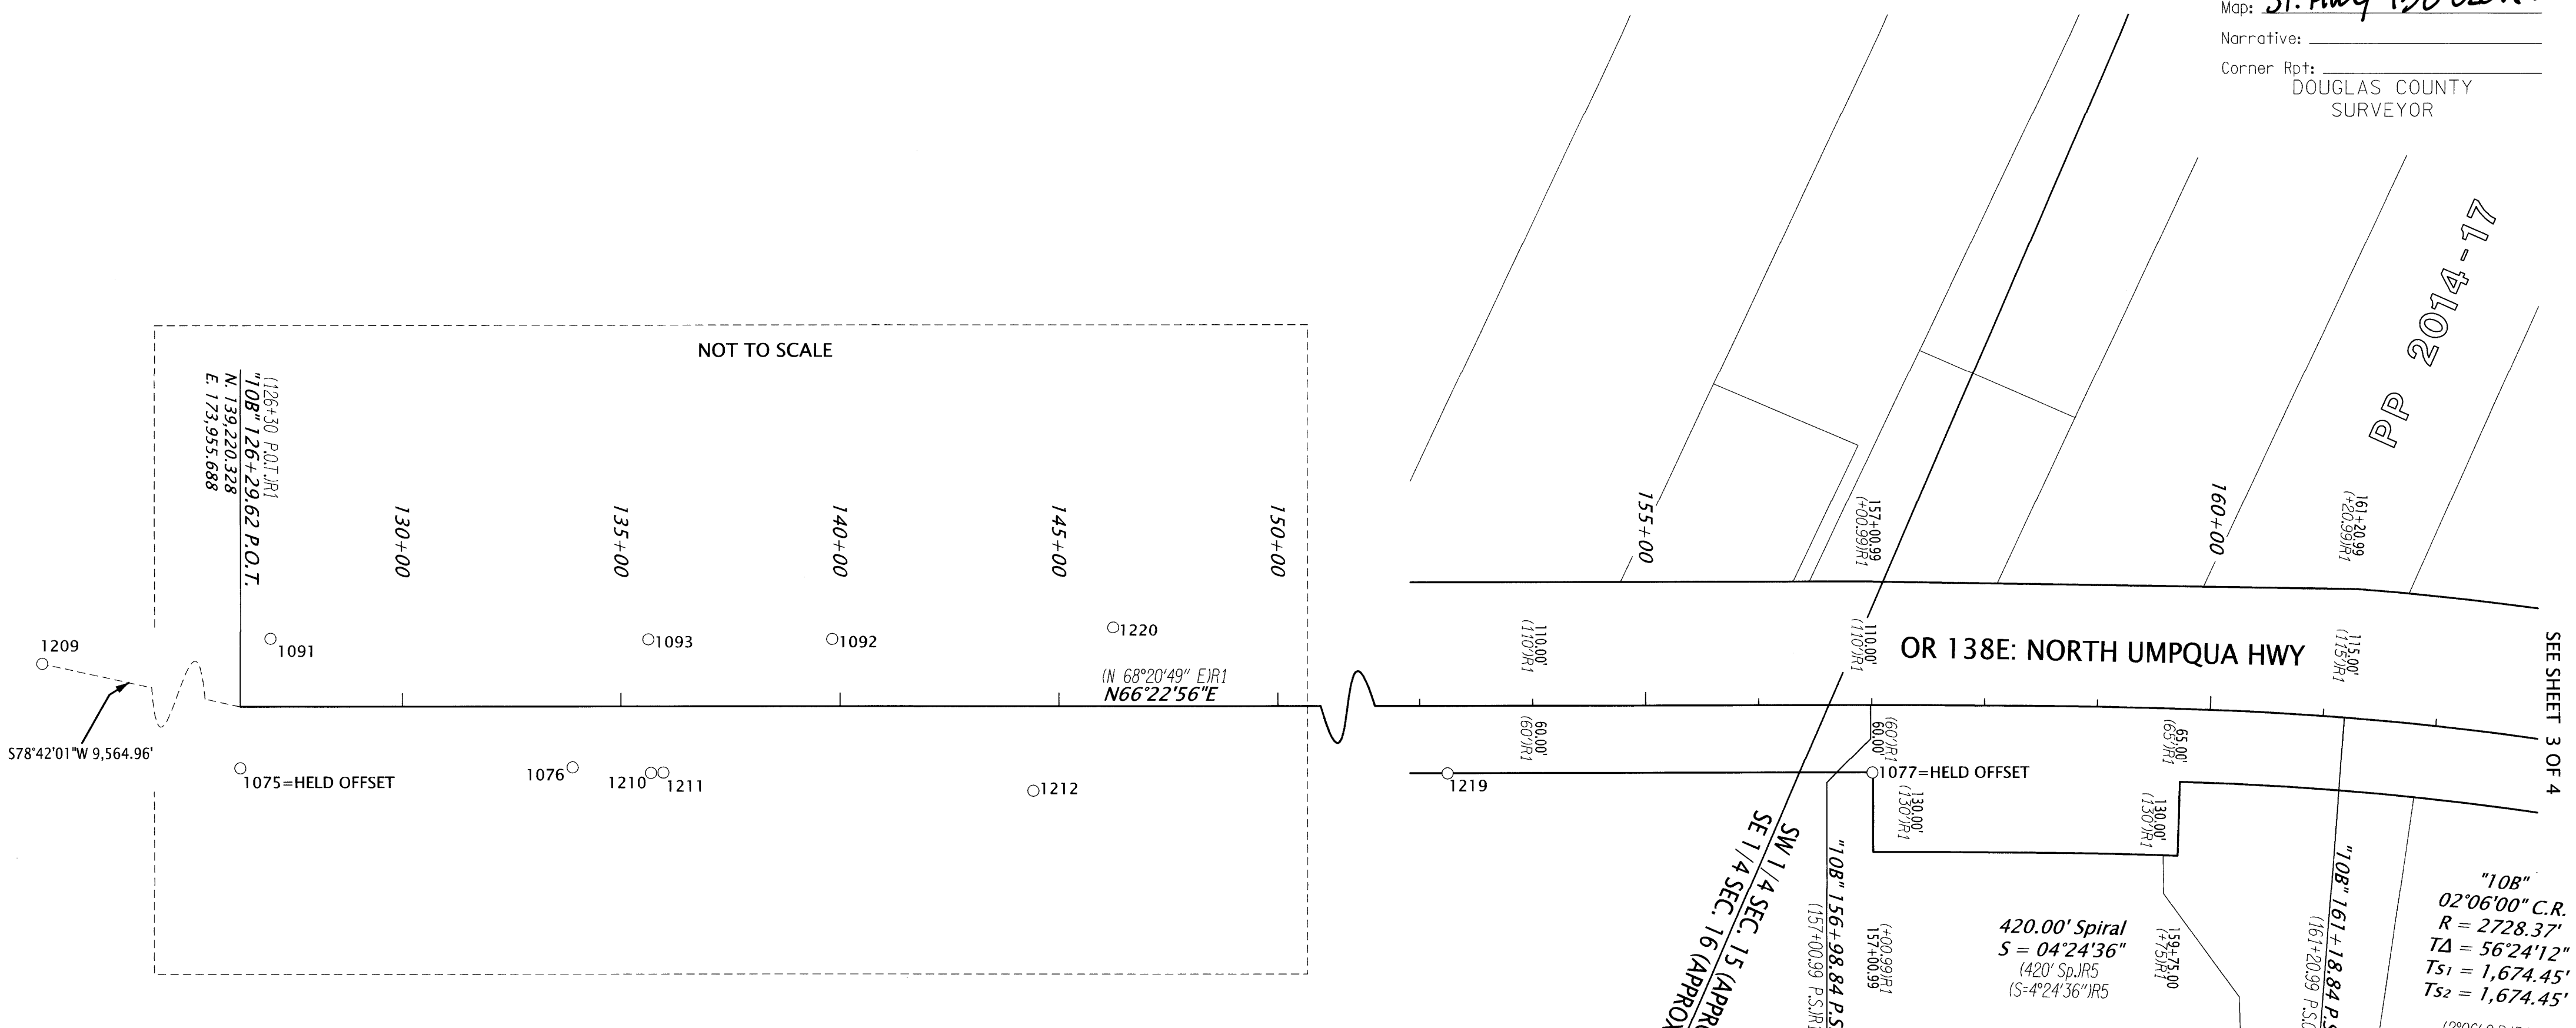 Map: St. Hwy 138
Narrative:
Corner Rpt:
DOUGLAS COUNTY
SURVEYOR
PP 2014-17
NOT TO SCALE
(126+30 P.O.T.)R1
"10B" 126+29.62 P.O.T.
N. 139,220.328
E. 173,955.688
130+00
135+00
140+00
145+00
150+00
155+00
157+00.99
(+00.99)R1
160+00
161+20.99
(+20.99)R1
1209
1091
1093
1092
1220
(N 68°20'49" E)R1
N66°22'56"E
110.00'
(110')R1
110.00'
(110')R1
OR 138E: NORTH UMPQUA HWY
115.00'
(115')R1
SEE SHEET 3 OF 4
S78°42'01"W 9,564.96'
1075=HELD OFFSET
1076
1210
1211
1212
1219
60.00'
(60')R1
(60')R1
60.00'
65.00'
(65')R1
1077=HELD OFFSET
130.00'
(130')R1
130.00'
(130')R1
SW 1/4 SEC. 15
SE 1/4 SEC. 16
"10B" 156+98.84
(157+00.99
(+00.99)R1
157+00.99
420.00' Spiral
S = 04°24'36"
(420' Sp.)R5
(S=4°24'36")R5
159+75.00
(+75)R1
"10B" 161+18.84
(161+20.99
"10B"
02°06'00" C.R.
R = 2728.37'
TΔ = 56°24'12"
Ts1 = 1,674.45'
Ts2 = 1,674.45'